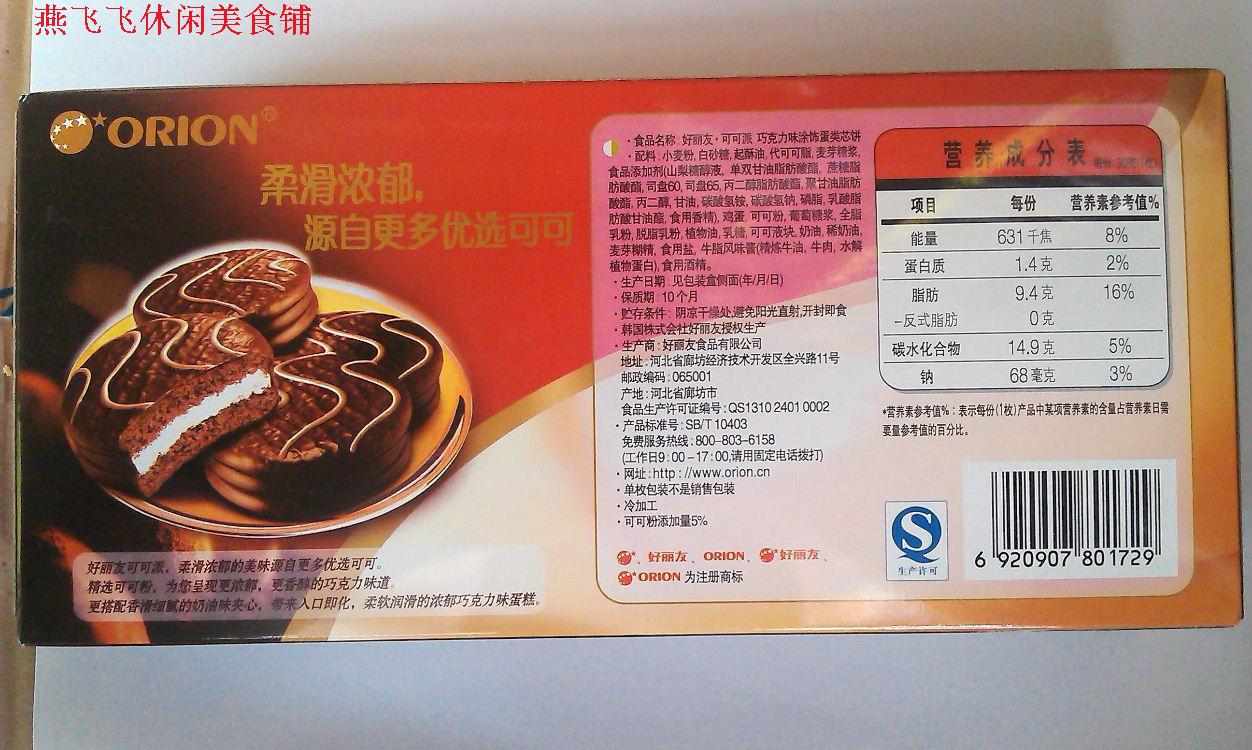 燕飞飞休闲美食铺
ORION®
柔滑浓郁,
源自更多优选可可
好丽友可可派，柔滑浓郁的美味源自更多优选可可。
精选可可粉，为您呈现更浓郁，更香醇的巧克力味道。
更搭配香滑细腻的奶油味夹心，带来入口即化，柔软润滑的浓郁巧克力味蛋糕。
·食品名称:好丽友·可可派 巧克力味涂饰蛋类芯饼
·配料:小麦粉,白砂糖,起酥油,代可可脂,麦芽糖浆,
食品添加剂(山梨糖醇液, 单双甘油脂肪酸酯, 蔗糖脂
肪酸酯, 司盘60, 司盘65, 丙二醇脂肪酸酯, 聚甘油脂肪
酸酯, 丙二醇, 甘油, 碳酸氢铵, 碳酸氢钠, 磷脂, 乳酸脂
肪酸甘油酯, 食用香精), 鸡蛋, 可可粉, 葡萄糖浆, 全脂
乳粉, 脱脂乳粉, 植物油, 乳糖, 可可液块, 奶油, 稀奶油,
麦芽糊精, 食用盐, 牛脂风味酱(精炼牛油, 牛肉, 水解
植物蛋白), 食用酒精。
·生产日期:见包装盒侧面(年/月/日)
·保质期:10个月
·贮存条件: 阴凉干燥处,避免阳光直射,开封即食
·韩国株式会社好丽友授权生产
·生产商:好丽友食品有限公司
地址:河北省廊坊经济技术开发区全兴路11号
邮政编码:065001
产地:河北省廊坊市
食品生产许可证编号:QS1310 2401 0002
·产品标准号:SB/T 10403
免费服务热线:800-803-6158
(工作日9:00-17:00,请用固定电话拨打)
·网址:http://www.orion.cn
·单枚包装不是销售包装
·冷加工
·可可粉添加量5%
、好丽友、ORION、好丽友、
ORION 为注册商标
营养成分表 每份:30克(1枚)
项目 每份 营养素参考值%
能量 631千焦 8%
蛋白质 1.4克 2%
脂肪 9.4克 16%
-反式脂肪 0克
碳水化合物 14.9克 5%
钠 68毫克 3%
*营养素参考值%:表示每份(1枚)产品中某项营养素的含量占营养素日需
要量参考值的百分比。
S
生产许可
6 920907 801729